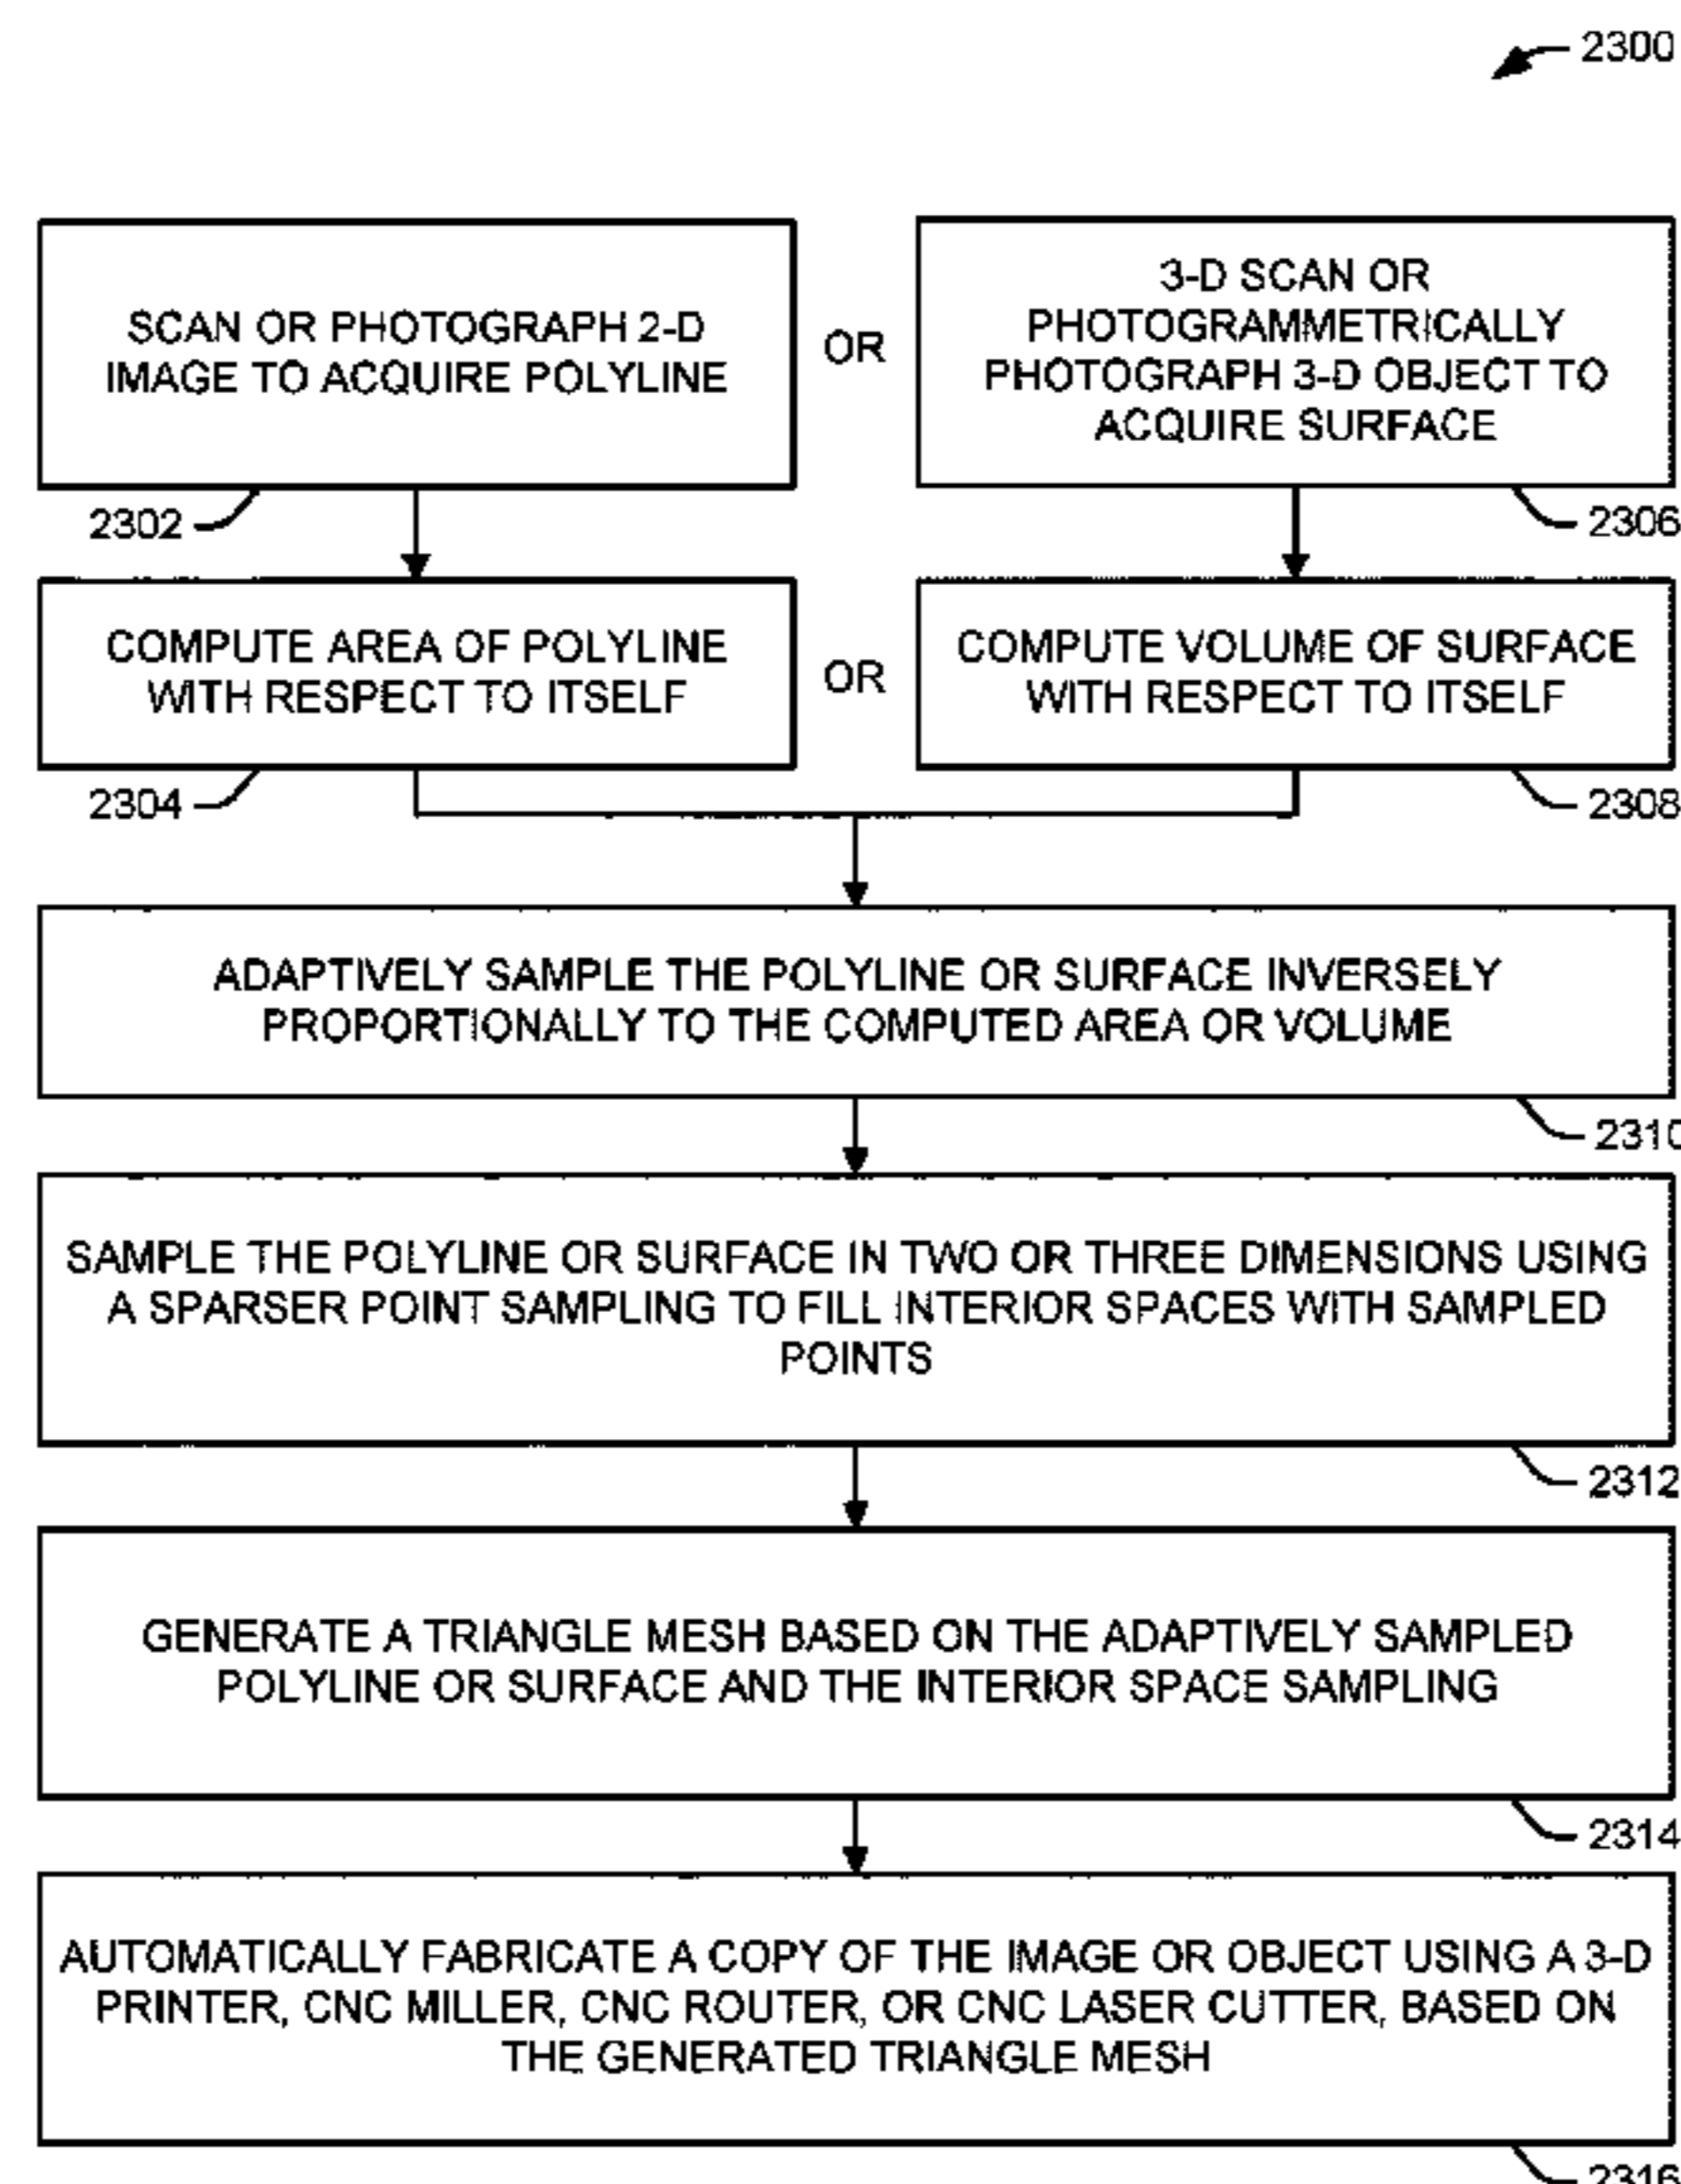 2300
SCAN OR PHOTOGRAPH 2-D
IMAGE TO ACQUIRE POLYLINE
OR
3-D SCAN OR
PHOTOGRAMMETRICALLY
PHOTOGRAPH 3-D OBJECT TO
ACQUIRE SURFACE
2302
2306
COMPUTE AREA OF POLYLINE
WITH RESPECT TO ITSELF
OR
COMPUTE VOLUME OF SURFACE
WITH RESPECT TO ITSELF
2304
2308
ADAPTIVELY SAMPLE THE POLYLINE OR SURFACE INVERSELY
PROPORTIONALLY TO THE COMPUTED AREA OR VOLUME
2310
SAMPLE THE POLYLINE OR SURFACE IN TWO OR THREE DIMENSIONS USING
A SPARSER POINT SAMPLING TO FILL INTERIOR SPACES WITH SAMPLED
POINTS
2312
GENERATE A TRIANGLE MESH BASED ON THE ADAPTIVELY SAMPLED
POLYLINE OR SURFACE AND THE INTERIOR SPACE SAMPLING
2314
AUTOMATICALLY FABRICATE A COPY OF THE IMAGE OR OBJECT USING A 3-D
PRINTER, CNC MILLER, CNC ROUTER, OR CNC LASER CUTTER, BASED ON
THE GENERATED TRIANGLE MESH
2316